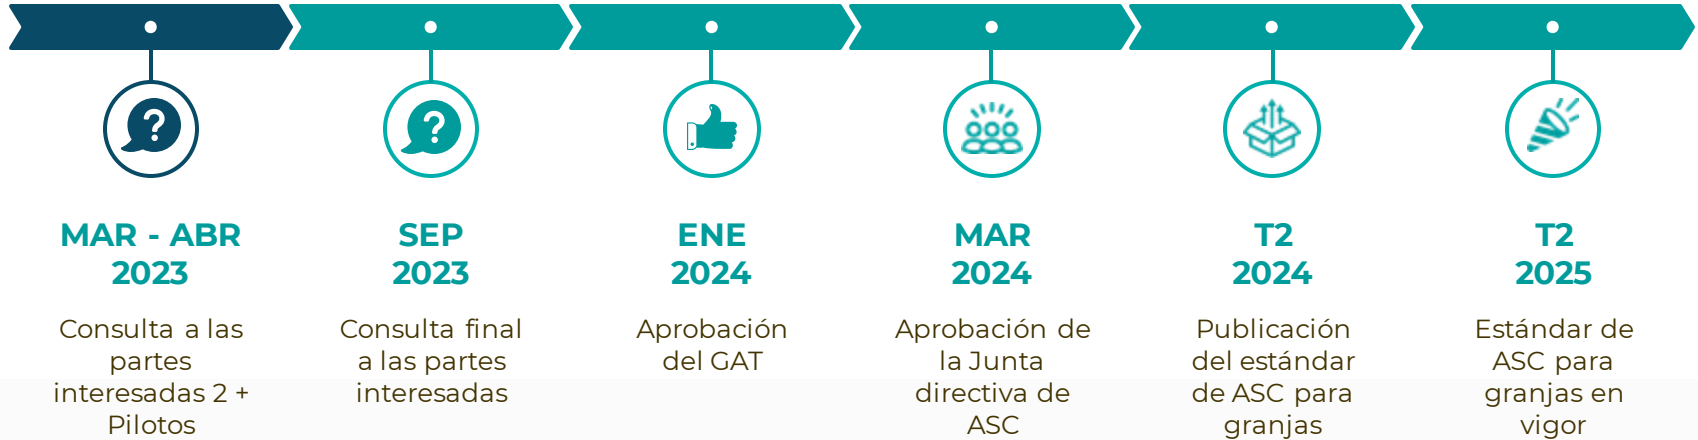 MAR - ABR
2023
Consulta a las
partes
interesadas 2 +
Pilotos
SEP
2023
Consulta final
a las partes
interesadas
ENE
2024
Aprobación
del GAT
MAR
2024
Aprobación de
la Junta
directiva de
ASC
T2
2024
Publicación
del estándar
de ASC para
granjas
T2
2025
Estándar de
ASC para
granjas en
vigor